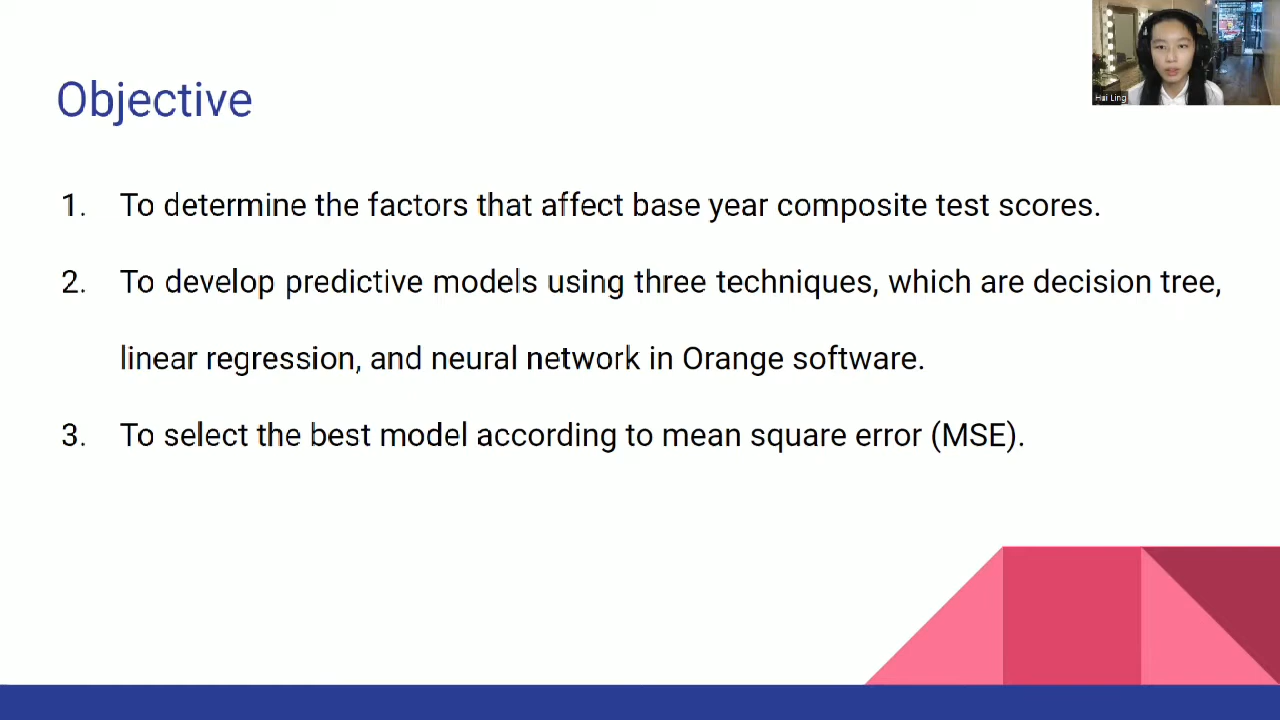 Hai Ling
Objective
1. To determine the factors that affect base year composite test scores.
2. To develop predictive models using three techniques, which are decision tree,
linear regression, and neural network in Orange software.
3. To select the best model according to mean square error (MSE).